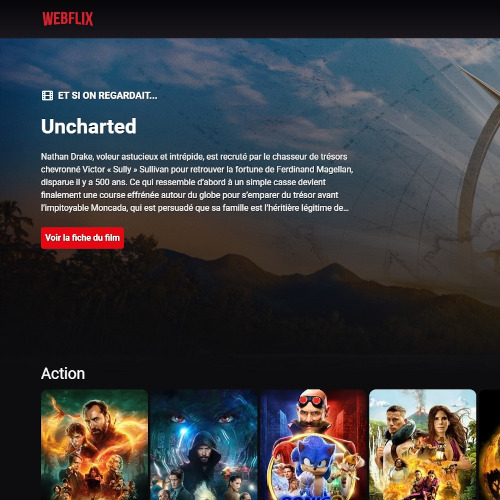 WEBFLIX
ET SI ON REGARDAIT...
Uncharted
Nathan Drake, voleur astucieux et intrépide, est recruté par le chasseur de trésors
chevronné Victor « Sully » Sullivan pour retrouver la fortune de Ferdinand Magellan,
disparue il y a 500 ans. Ce qui ressemble d'abord à un simple casse devient
finalement une course effrénée autour du globe pour s'emparer du trésor avant
l'impitoyable Moncada, qui est persuadé que sa famille est l'héritière légitime de...
Voir la fiche du film
Action